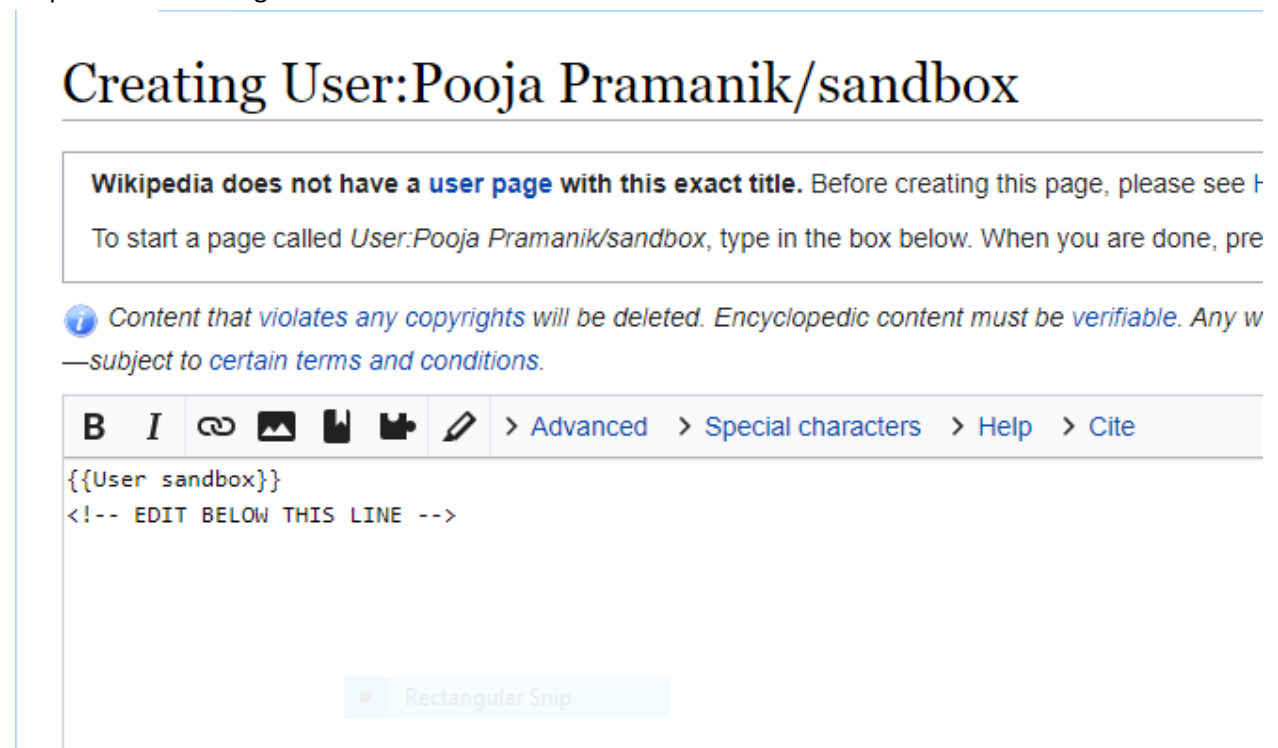 Creating User:Pooja Pramanik/sandbox
Wikipedia does not have a user page with this exact title. Before creating this page, please see
To start a page called User:Pooja Pramanik/sandbox, type in the box below. When you are done, pre
Content that violates any copyrights will be deleted. Encyclopedic content must be verifiable. Any w
—subject to certain terms and conditions.
B I > Advanced > Special characters > Help > Cite
{{User sandbox}}
<!-- EDIT BELOW THIS LINE -->
Rectangular Snip